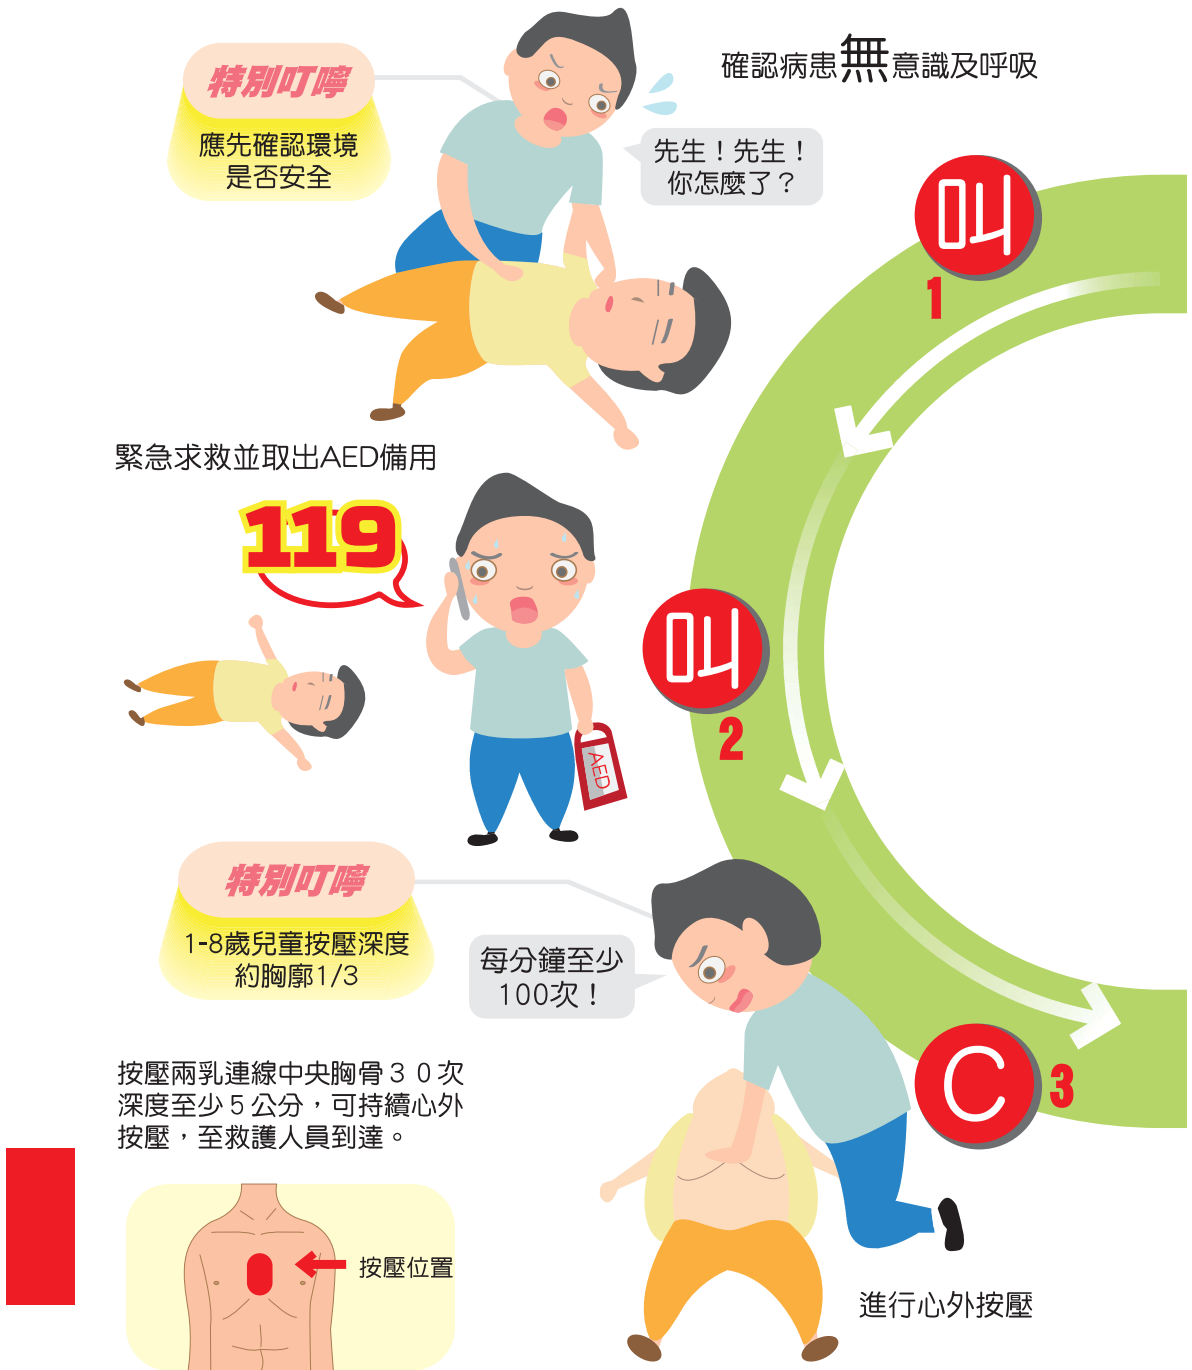 特別叮嚀
應先確認環境
是否安全
確認病患無意識及呼吸
先生！先生！
你怎麼了？
叫
1
緊急求救並取出AED備用
119
AED
叫
2
特別叮嚀
1-8歲兒童按壓深度
約胸廓1/3
每分鐘至少
100次！
C
3
按壓兩乳連線中央胸骨３０次
深度至少５公分，可持續心外
按壓，至救護人員到達。
按壓位置
進行心外按壓